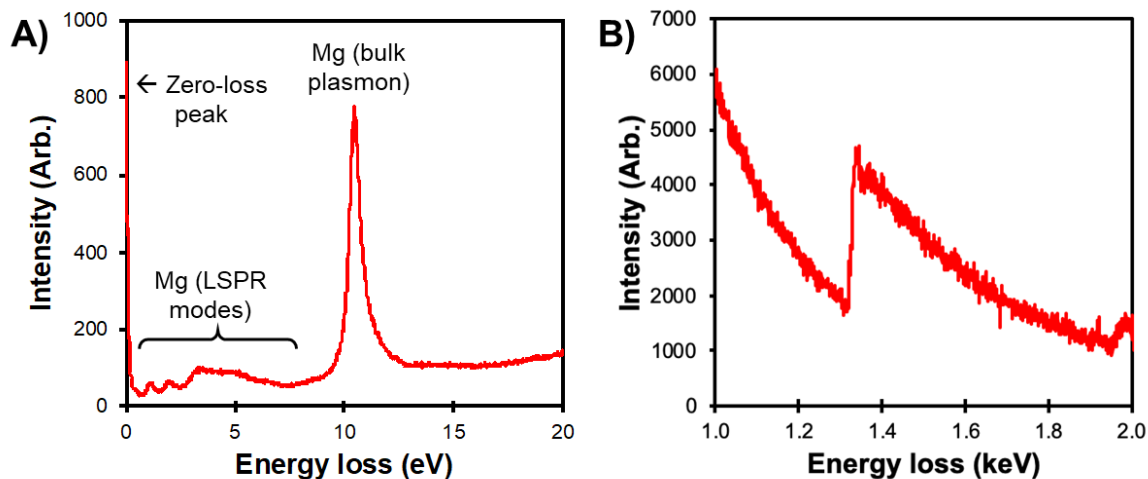 A)
Intensity (Arb.)
1000
800
600
400
200
0
← Zero-loss
peak
Mg (bulk
plasmon)
Mg (LSPR
modes)
0 5 10 15 20
Energy loss (eV)
B)
Intensity (Arb.)
7000
6000
5000
4000
3000
2000
1000
0
1.0 1.2 1.4 1.6 1.8 2.0
Energy loss (keV)